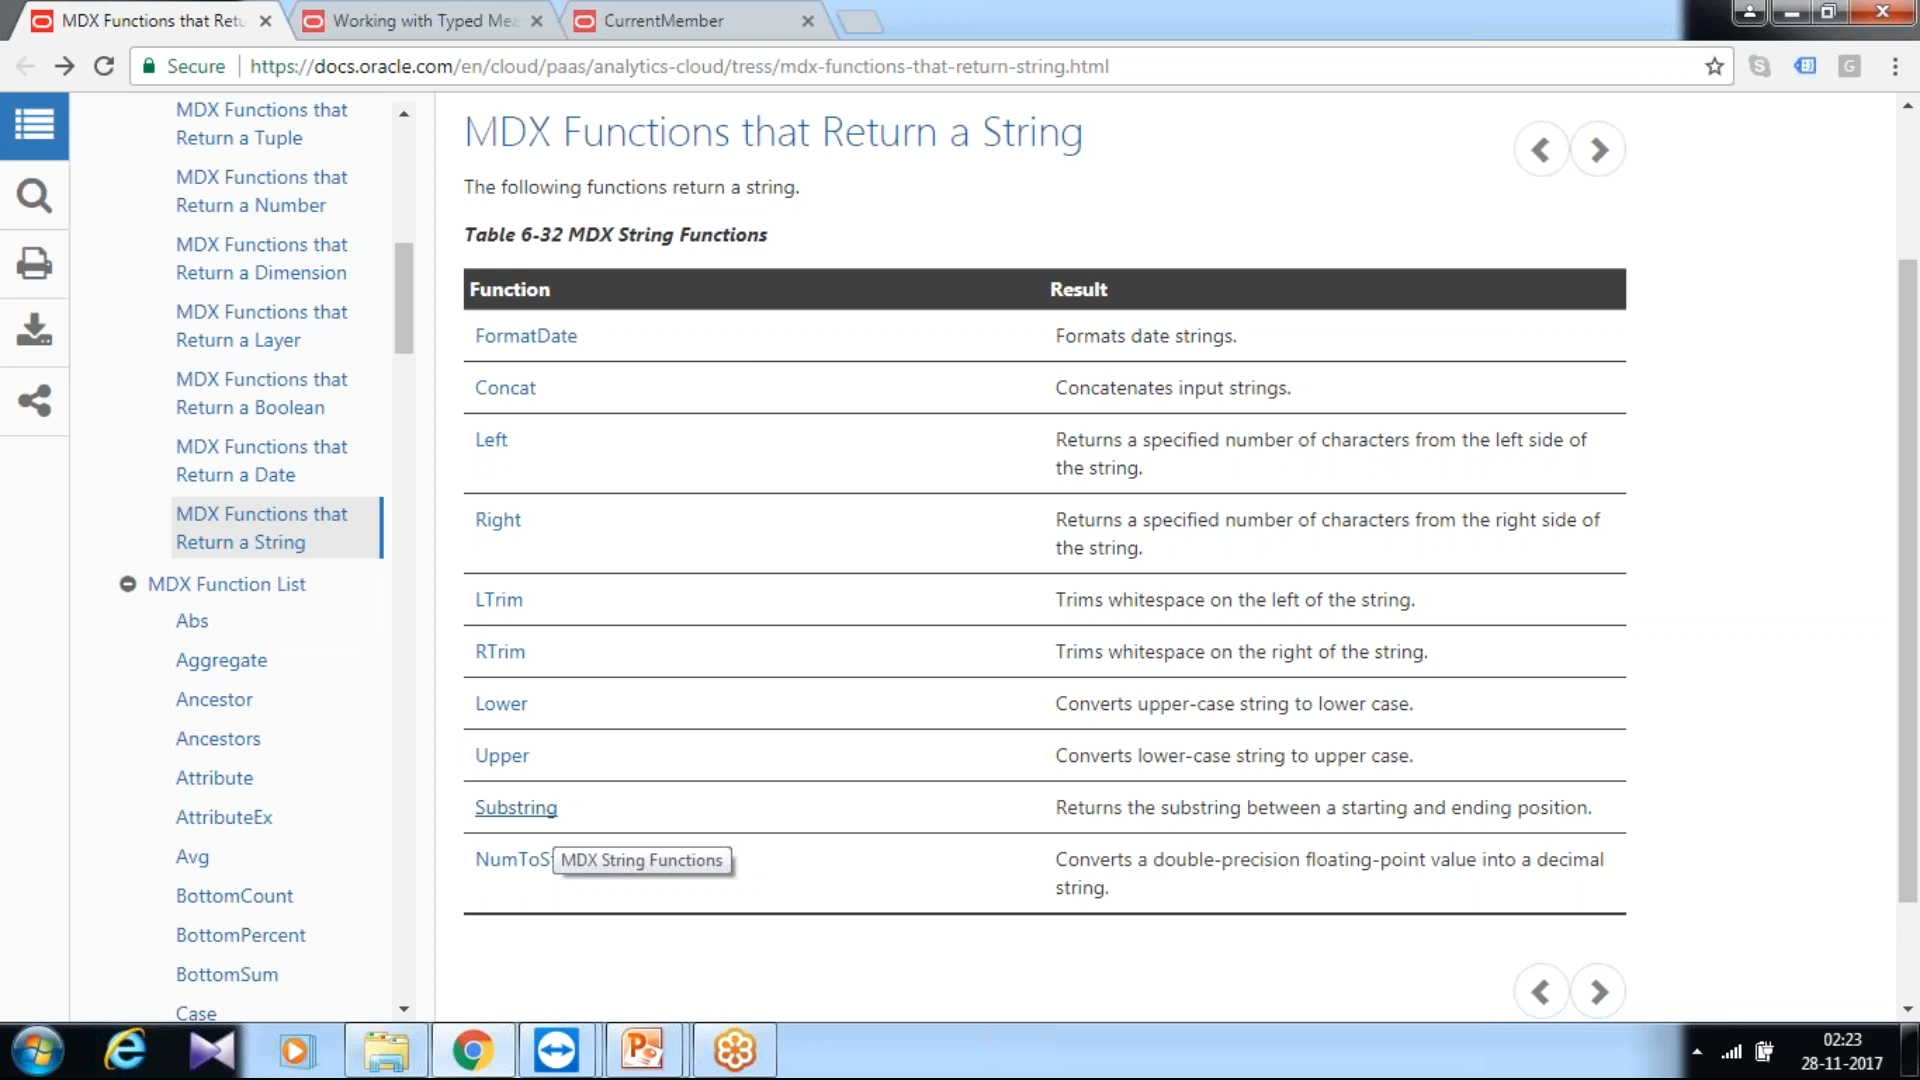 MDX Functions that Retu
Working with Typed Mea
CurrentMember
Secure
https://docs.oracle.com/en/cloud/paas/analytics-cloud/tress/mdx-functions-that-return-string.html
MDX Functions that
Return a Tuple
MDX Functions that
Return a Number
MDX Functions that
Return a Dimension
MDX Functions that
Return a Layer
MDX Functions that
Return a Boolean
MDX Functions that
Return a Date
MDX Functions that
Return a String
MDX Function List
Abs
Aggregate
Ancestor
Ancestors
Attribute
AttributeEx
Avg
BottomCount
BottomPercent
BottomSum
Case
MDX Functions that Return a String
The following functions return a string.
Table 6-32 MDX String Functions
Function Result
FormatDate Formats date strings.
Concat Concatenates input strings.
Left Returns a specified number of characters from the left side of
the string.
Right Returns a specified number of characters from the right side of
the string.
LTrim Trims whitespace on the left of the string.
RTrim Trims whitespace on the right of the string.
Lower Converts upper-case string to lower case.
Upper Converts lower-case string to upper case.
Substring Returns the substring between a starting and ending position.
NumToS Converts a double-precision floating-point value into a decimal
string.
MDX String Functions
02:23
28-11-2017